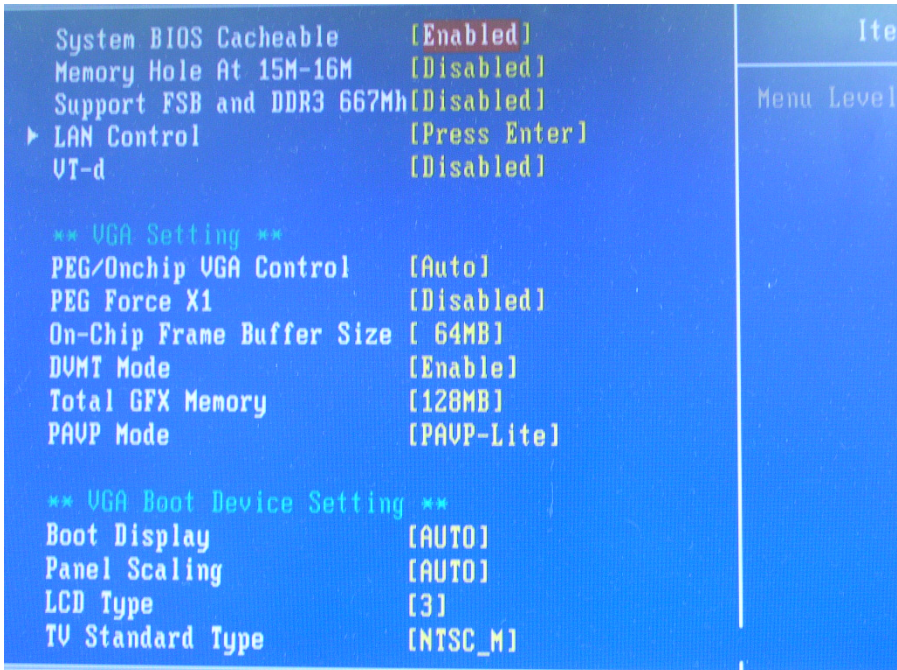 System BIOS Cacheable [Enabled]
Memory Hole At 15M-16M [Disabled]
Support FSB and DDR3 667Mh[Disabled]
LAN Control [Press Enter]
VT-d [Disabled]
** VGA Setting **
PEG/Onchip VGA Control [Auto]
PEG Force X1 [Disabled]
On-Chip Frame Buffer Size [ 64MB]
DVMT Mode [Enable]
Total GFX Memory [128MB]
PAVP Mode [PAVP-Lite]
** VGA Boot Device Setting **
Boot Display [AUTO]
Panel Scaling [AUTO]
LCD Type [3]
TV Standard Type [NTSC_M]
Ite
Menu Level